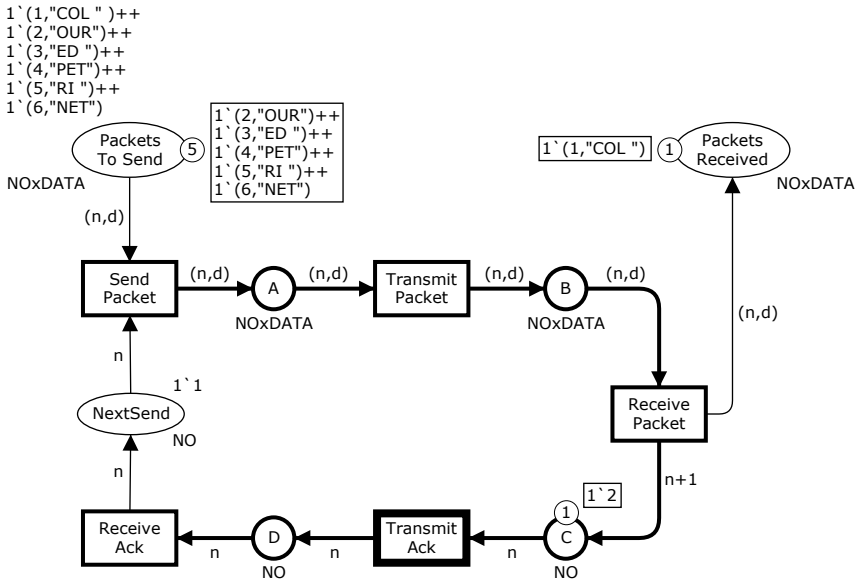 1`(1,"COL " )++
1`(2,"OUR")++
1`(3,"ED ")++
1`(4,"PET")++
1`(5,"RI ")++
1`(6,"NET")
Packets
To Send
5
NOxDATA
1`(2,"OUR")++
1`(3,"ED ")++
1`(4,"PET")++
1`(5,"RI ")++
1`(6,"NET")
1`(1,"COL ")
1
Packets
Received
NOxDATA
(n,d)
Send
Packet
(n,d)
A
NOxDATA
(n,d)
Transmit
Packet
(n,d)
B
NOxDATA
(n,d)
(n,d)
n
1`1
NextSend
NO
Receive
Packet
n
n+1
1`2
1
Receive
Ack
n
D
NO
n
Transmit
Ack
n
C
NO